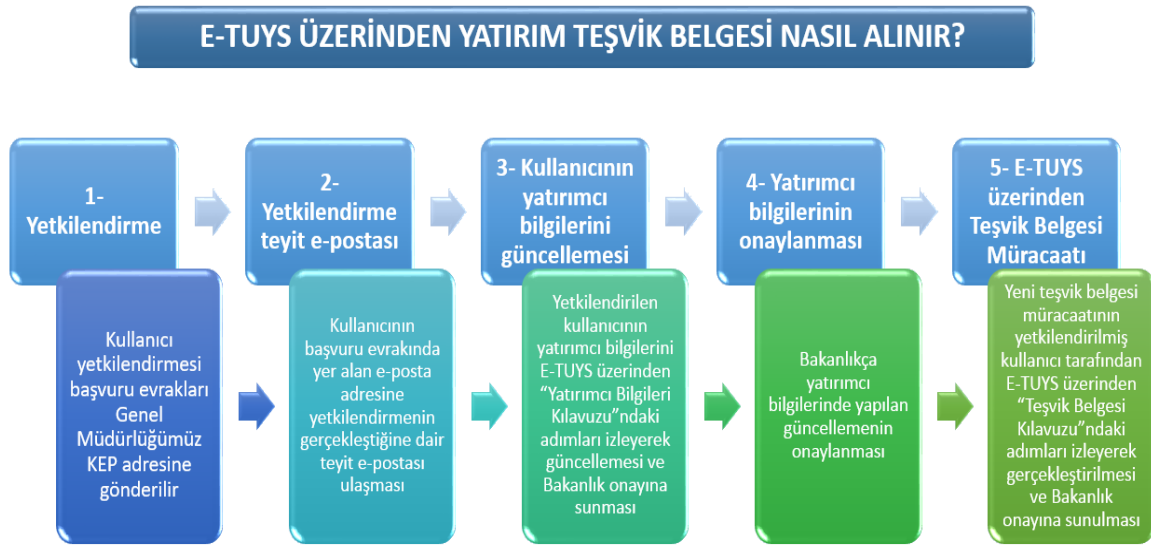 E-TUYS ÜZERİNDEN YATIRIM TEŞVİK BELGESİ NASIL ALINIR?
1-
Yetkilendirme
Kullanıcı
yetkilendirmesi
başvuru evrakları
Genel
Müdürlüğümüz
KEP adresine
gönderilir
2-
Yetkilendirme
teyit e-postası
Kullanıcının
başvuru evrakında
yer alan e-posta
adresine
yetkilendirmenin
gerçekleştiğine dair
teyit e-postası
ulaşması
3- Kullanıcının
yatırımcı
bilgilerini
güncellemesi
Yetkilendirilen
kullanıcının
yatırımcı bilgilerini
E-TUYS üzerinden
“Yatırımcı Bilgileri
Kılavuzu”ndaki
adımları izleyerek
güncellemesi ve
Bakanlık onayına
sunması
4- Yatırımcı
bilgilerinin
onaylanması
Bakanlıkça
yatırımcı
bilgilerinde yapılan
güncellemenin
onaylanması
5- E-TUYS
üzerinden
Teşvik Belgesi
Müracaatı
Yeni teşvik belgesi
müracaatının
yetkilendirilmiş
kullanıcı tarafından
E-TUYS üzerinden
“Teşvik Belgesi
Kılavuzu”ndaki
adımları izleyerek
gerçekleştirilmesi
ve Bakanlık
onayına sunulması